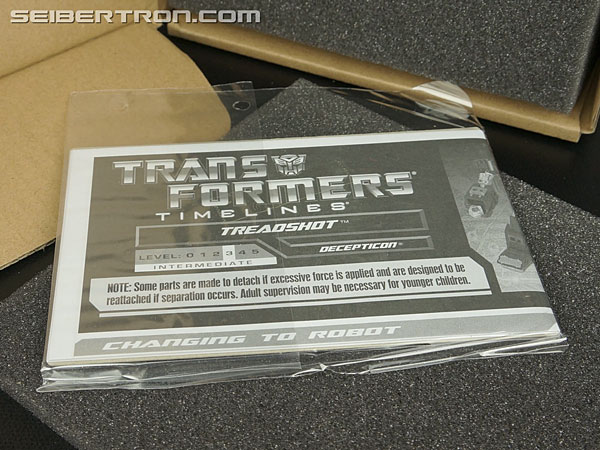 SEIBERTRON.COM
TRANS
FORMERS
TIMELINES
TREADSHOT™
LEVEL: 0 1 2 3 4 5
DECEPTICON®
INTERMEDIATE
NOTE: Some parts are made to detach if excessive force is applied and are designed to be
reattached if separation occurs. Adult supervision may be necessary for younger children.
CHANGING TO ROBOT